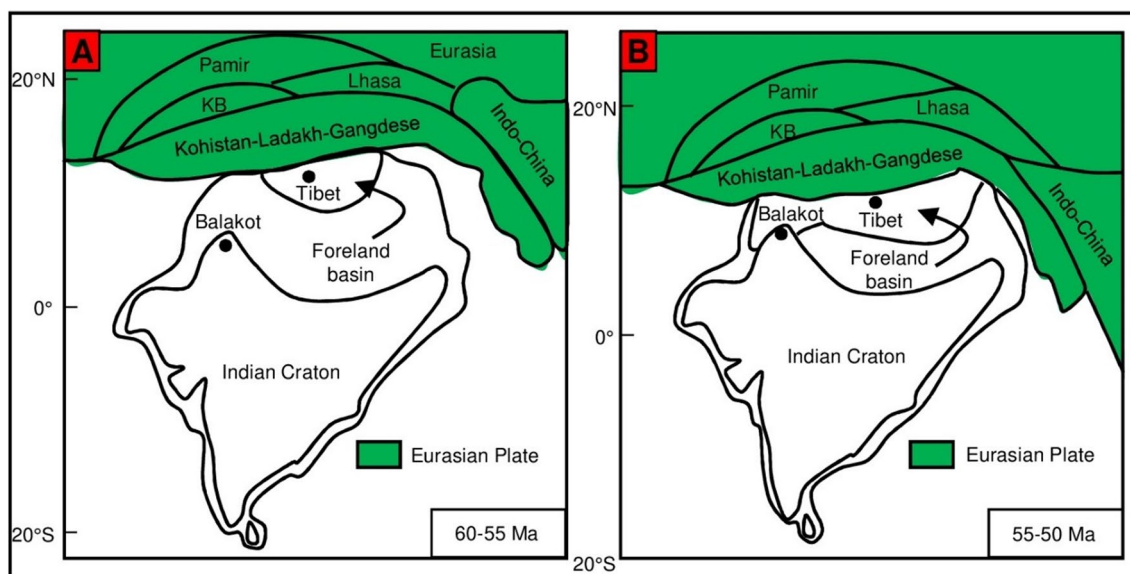 A
Eurasia
Pamir
20°N
Lhasa
KB
Kohistan-Ladakh-Gangdese
Indo-China
Tibet
Balakot
Foreland
basin
0°
Indian Craton
Eurasian Plate
20°S
60-55 Ma
B
20°N
Pamir
Lhasa
KB
Kohistan-Ladakh-Gangdese
Indo-China
Balakot
Tibet
Foreland
basin
0°
Indian Craton
Eurasian Plate
55-50 Ma
20°S